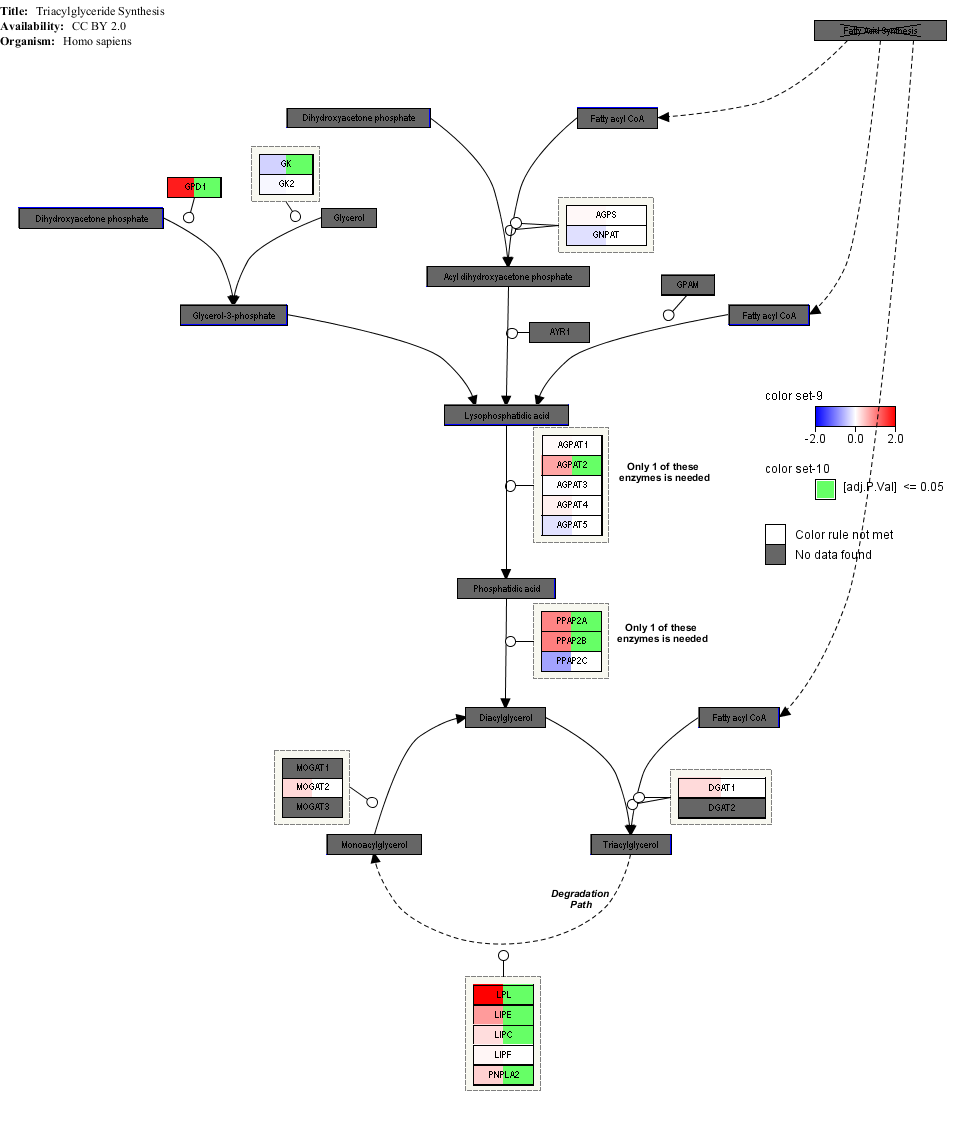 Title: Triacylglyceride Synthesis
Availability: CC BY 2.0
Organism: Homo sapiens
Fatty Acid Synthesis
Dihydroxyacetone phosphate
Fatty acyl CoA
GK
GPD1
GK2
Dihydroxyacetone phosphate
Glycerol
AGPS
GNPAT
Acyl dihydroxyacetone phosphate
GPAM
Glycerol-3-phosphate
Fatty acyl CoA
AYR1
color set-9
Lysophosphatidic acid
-2.0 0.0 2.0
AGPAT1
AGPAT2
AGPAT3
AGPAT4
AGPAT5
Only 1 of these
enzymes is needed
color set-10
[adj.P.Val] <= 0.05
Color rule not met
No data found
Phosphatidic acid
PPAP2A
PPAP2B
PPAP2C
Only 1 of these
enzymes is needed
Diacylglycerol
Fatty acyl CoA
MOGAT1
MOGAT2
MOGAT3
DGAT1
DGAT2
Monoacylglycerol
Triacylglycerol
Degradation
Path
LPL
LIPE
LIPC
LIPF
PNPLA2